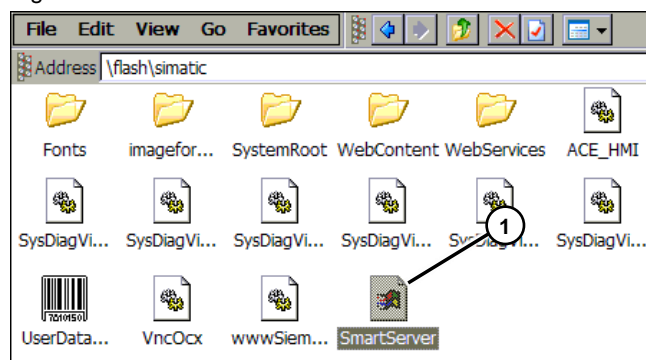 File Edit View Go Favorites
Address \flash\simatic
Fonts imagefor... SystemRoot WebContent WebServices ACE_HMI
SysDiagVi... SysDiagVi... SysDiagVi... SysDiagVi... SysDiagVi... SysDiagVi...
1
UserData... VncOcx wwwSiem... SmartServer